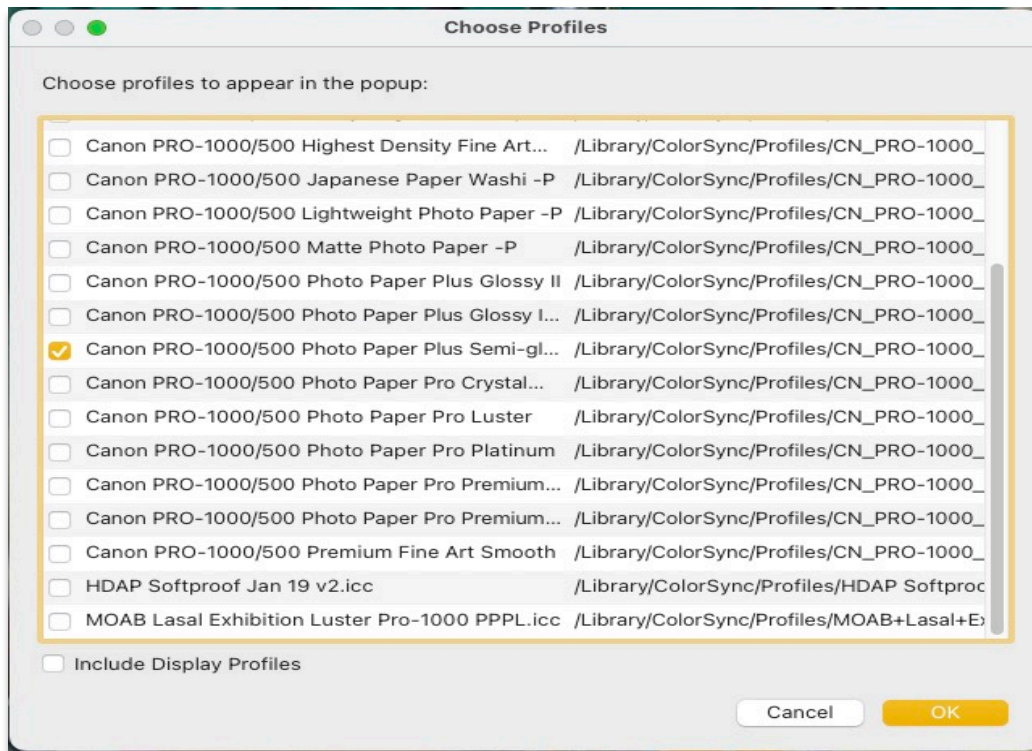 Choose Profiles
Choose profiles to appear in the popup:
Canon PRO-1000/500 Highest Density Fine Art... /Library/ColorSync/Profiles/CN_PRO-1000_
Canon PRO-1000/500 Japanese Paper Washi -P /Library/ColorSync/Profiles/CN_PRO-1000_
Canon PRO-1000/500 Lightweight Photo Paper -P /Library/ColorSync/Profiles/CN_PRO-1000_
Canon PRO-1000/500 Matte Photo Paper -P /Library/ColorSync/Profiles/CN_PRO-1000_
Canon PRO-1000/500 Photo Paper Plus Glossy II /Library/ColorSync/Profiles/CN_PRO-1000_
Canon PRO-1000/500 Photo Paper Plus Glossy I... /Library/ColorSync/Profiles/CN_PRO-1000_
Canon PRO-1000/500 Photo Paper Plus Semi-gl... /Library/ColorSync/Profiles/CN_PRO-1000_
Canon PRO-1000/500 Photo Paper Pro Crystal... /Library/ColorSync/Profiles/CN_PRO-1000_
Canon PRO-1000/500 Photo Paper Pro Luster /Library/ColorSync/Profiles/CN_PRO-1000_
Canon PRO-1000/500 Photo Paper Pro Platinum /Library/ColorSync/Profiles/CN_PRO-1000_
Canon PRO-1000/500 Photo Paper Pro Premium... /Library/ColorSync/Profiles/CN_PRO-1000_
Canon PRO-1000/500 Photo Paper Pro Premium... /Library/ColorSync/Profiles/CN_PRO-1000_
Canon PRO-1000/500 Premium Fine Art Smooth /Library/ColorSync/Profiles/CN_PRO-1000_
HDAP Softproof Jan 19 v2.icc /Library/ColorSync/Profiles/HDAP Softproo
MOAB Lasal Exhibition Luster Pro-1000 PPPL.icc /Library/ColorSync/Profiles/MOAB+Lasal+Ex
Include Display Profiles
Cancel OK